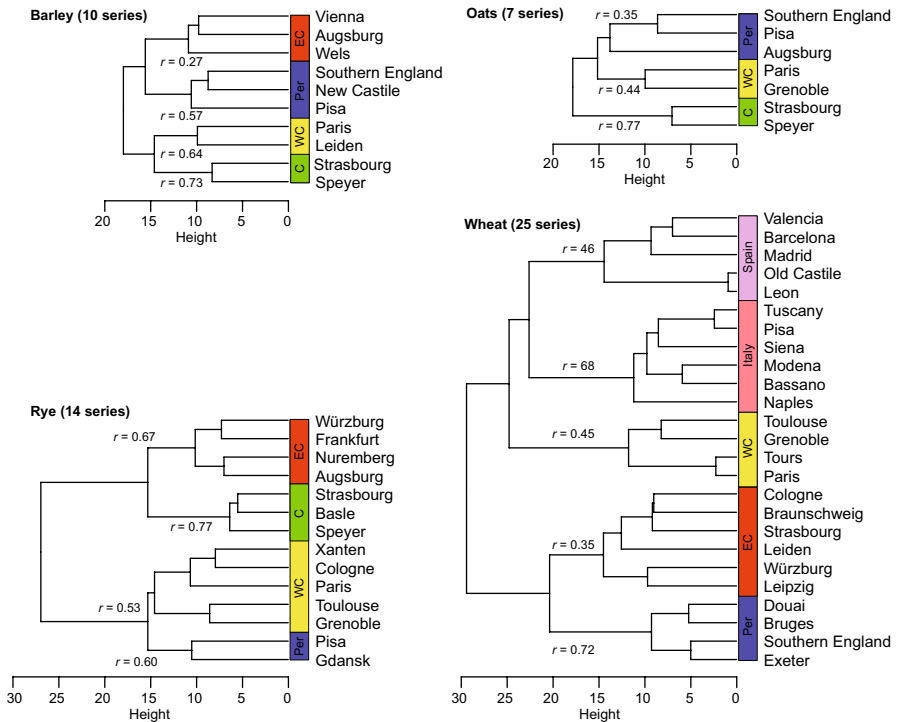 Barley (10 series)
Vienna
Augsburg
Wels
Southern England
New Castile
Pisa
Paris
Leiden
Strasbourg
Speyer
EC
Per
WC
C
r = 0.27
r = 0.57
r = 0.64
r = 0.73
20 15 10 5 0
Height
Oats (7 series)
Southern England
Pisa
Augsburg
Paris
Grenoble
Strasbourg
Speyer
Per
WC
C
r = 0.35
r = 0.44
r = 0.77
20 15 10 5 0
Height
Rye (14 series)
Würzburg
Frankfurt
Nuremberg
Augsburg
Strasbourg
Basle
Speyer
Xanten
Cologne
Paris
Toulouse
Grenoble
Pisa
Gdansk
EC
C
WC
Per
r = 0.67
r = 0.77
r = 0.53
r = 0.60
30 25 20 15 10 5 0
Height
Wheat (25 series)
Valencia
Barcelona
Madrid
Old Castile
Leon
Tuscany
Pisa
Siena
Modena
Bassano
Naples
Toulouse
Grenoble
Tours
Paris
Cologne
Braunschweig
Strasbourg
Leiden
Würzburg
Leipzig
Douai
Bruges
Southern England
Exeter
Spain
Italy
WC
EC
Per
r = 46
r = 68
r = 0.45
r = 0.35
r = 0.72
30 25 20 15 10 5 0
Height